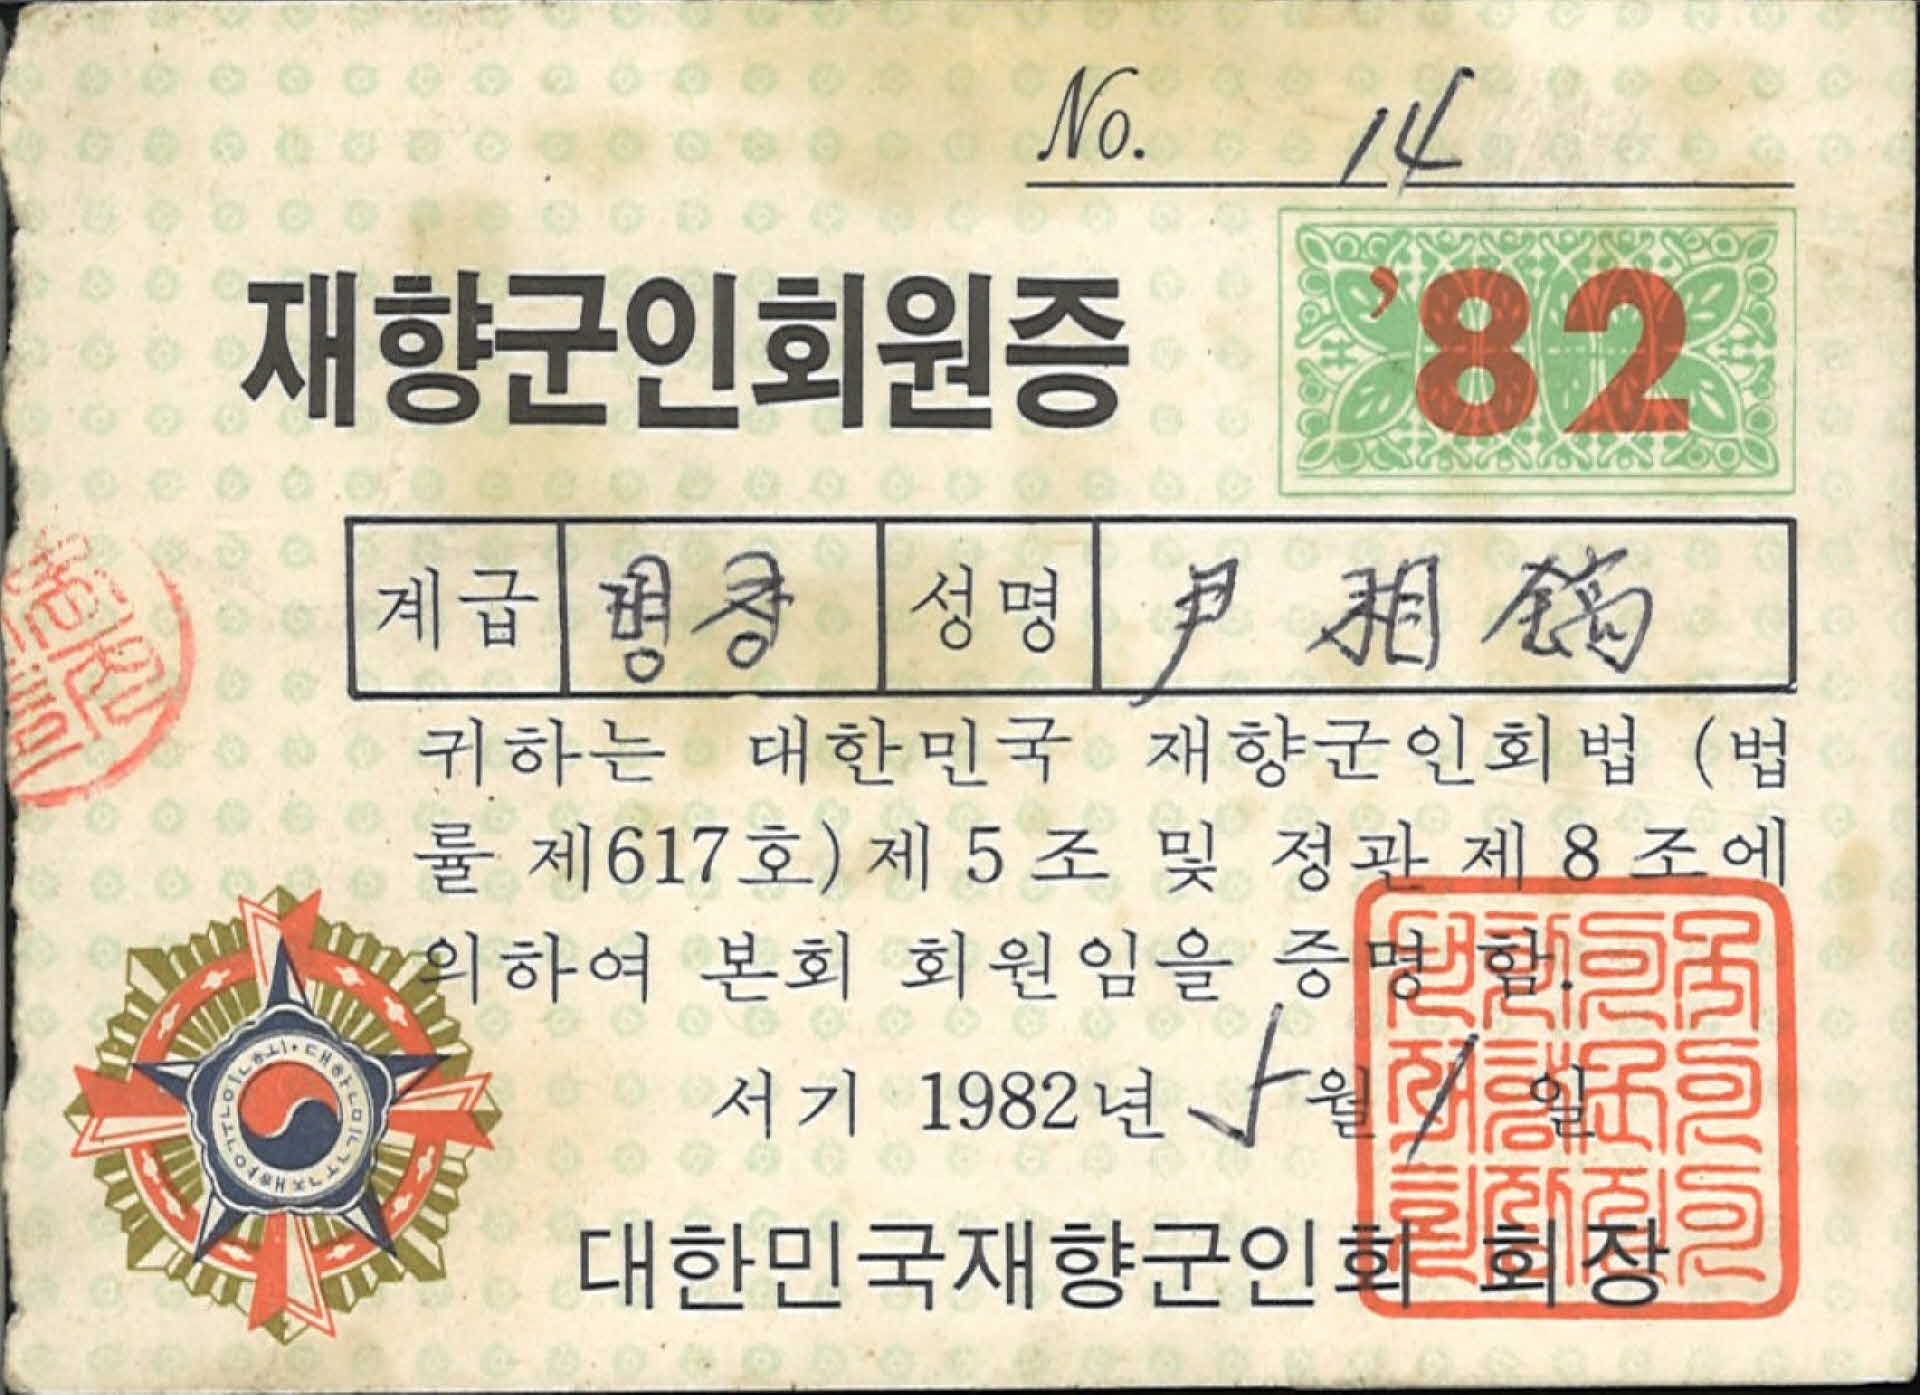 No. 14
재향군인회원증
'82
계급 병장 성명 尹相鎬
귀하는 대한민국 재향군인회법 (법
률 제617호) 제 5 조 및 정관 제 8 조에
의하여 본회 회원임을 증명 함.
서기 1982년 5월 1일
대한민국재향군인회 회장